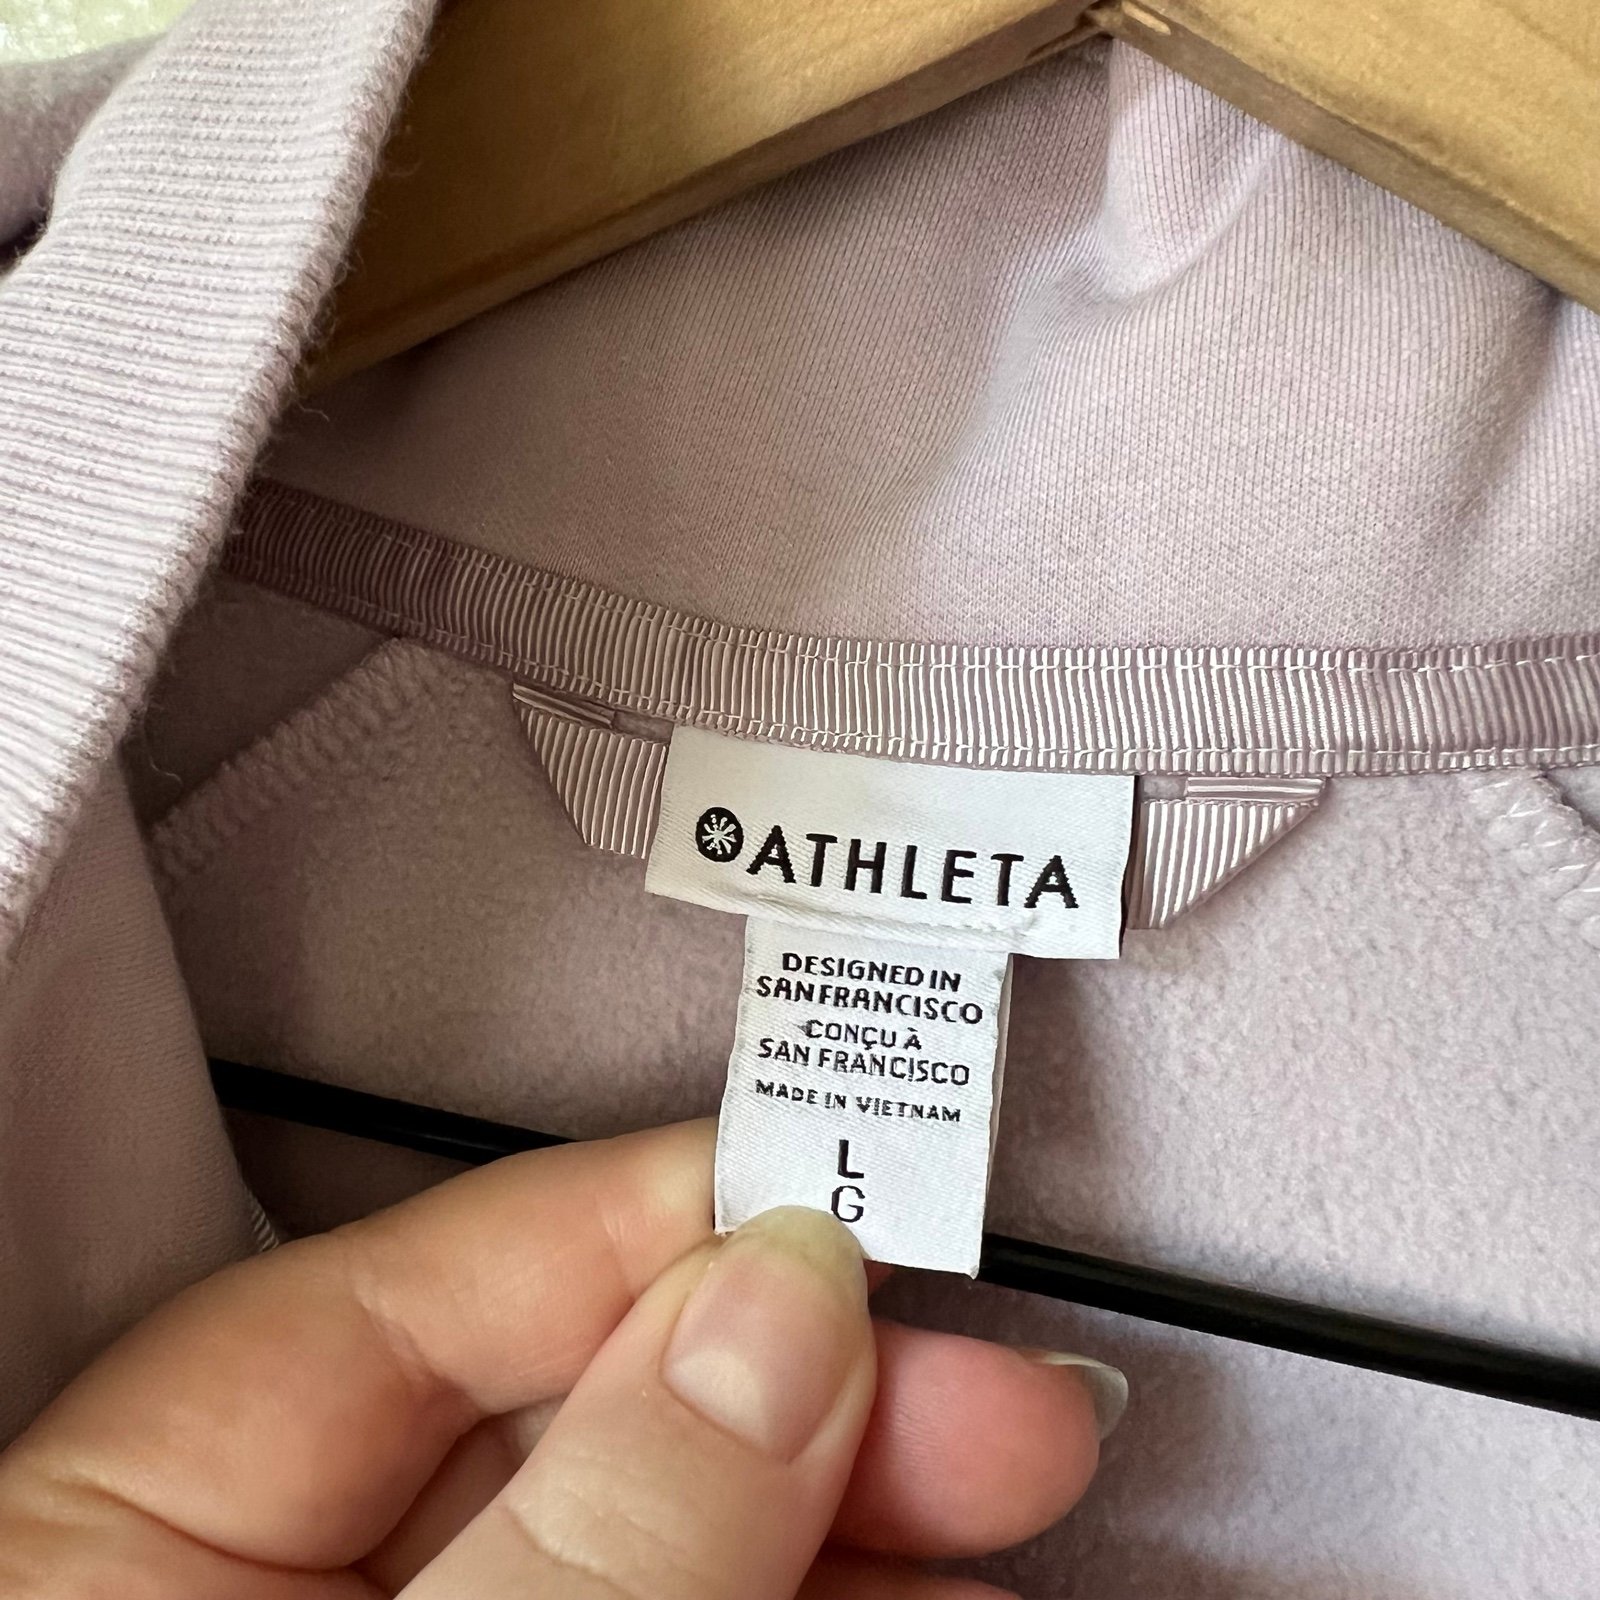 ATHLETA
DESIGNED IN
SAN FRANCISCO
CONÇU À
SAN FRANCISCO
MADE IN VIETNAM
L
G